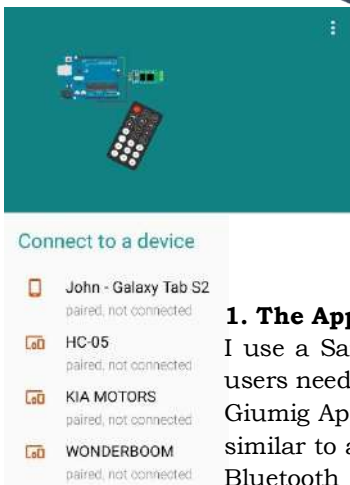 Connect to a device
John - Galaxy Tab S2
paired, not connected
HC-05
paired, not connected
KIA MOTORS
paired, not connected
WONDERBOOM
paired, not connected
1. The App
I use a Sa
users need
Giumig Ap
similar to a
Bluetooth